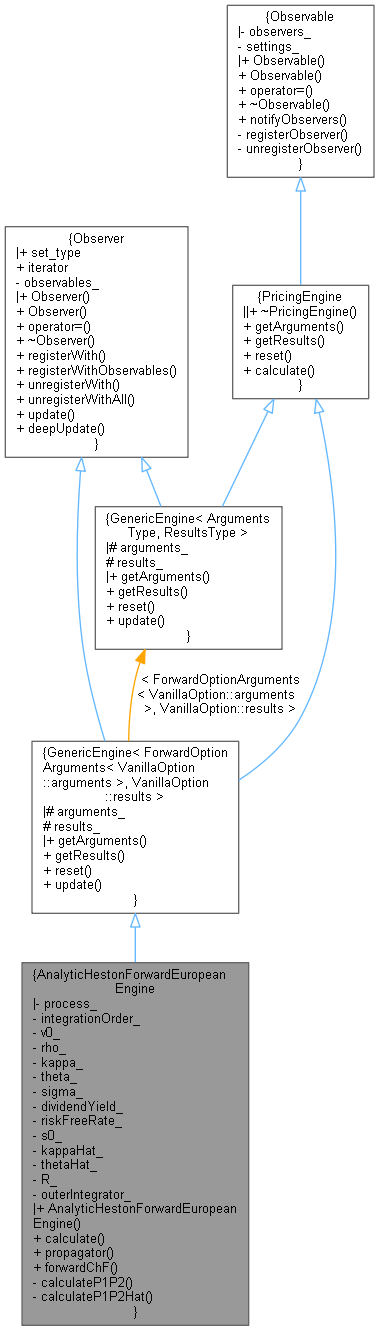 {Observable
|- observers_
- settings_
|+ Observable()
+ Observable()
+ operator=()
+ ~Observable()
+ notifyObservers()
- registerObserver()
- unregisterObserver()
}
{Observer
|+ set_type
+ iterator
- observables_
|+ Observer()
+ Observer()
+ operator=()
+ ~Observer()
+ registerWith()
+ registerWithObservables()
+ unregisterWith()
+ unregisterWithAll()
+ update()
+ deepUpdate()
}
{PricingEngine
||+ ~PricingEngine()
+ getArguments()
+ getResults()
+ reset()
+ calculate()
}
{GenericEngine< Arguments
Type, ResultsType >
|# arguments_
# results_
|+ getArguments()
+ getResults()
+ reset()
+ update()
}
< ForwardOptionArguments
< VanillaOption::arguments
>, VanillaOption::results >
{GenericEngine< ForwardOption
Arguments< VanillaOption
::arguments >, VanillaOption
::results >
|# arguments_
# results_
|+ getArguments()
+ getResults()
+ reset()
+ update()
}
{AnalyticHestonForwardEuropean
Engine
|- process_
- integrationOrder_
- v0_
- rho_
- kappa_
- theta_
- sigma_
- dividendYield_
- riskFreeRate_
- s0_
- kappaHat_
- thetaHat_
- R_
- outerIntegrator_
|+ AnalyticHestonForwardEuropean
Engine()
+ calculate()
+ propagator()
+ forwardChF()
- calculateP1P2()
- calculateP1P2Hat()
}